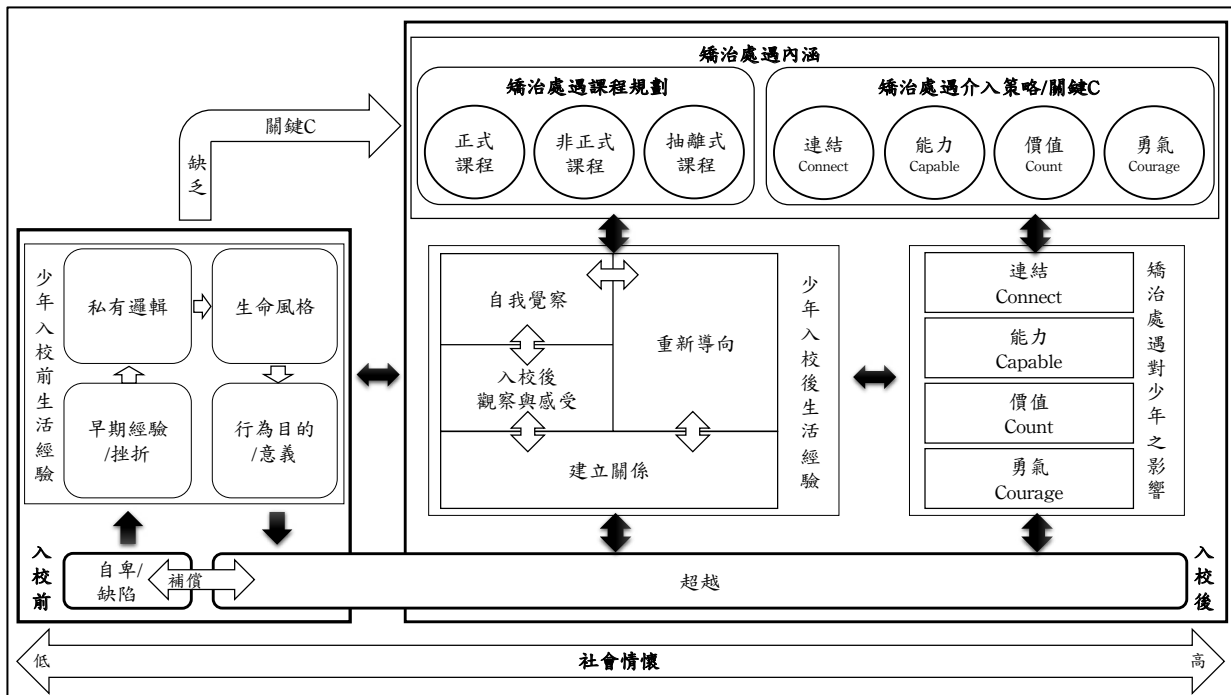 矯治處遇內涵
矯治處遇課程規劃
正式
課程
非正式
課程
抽離式
課程
矯治處遇介入策略/關鍵C
連結
Connect
能力
Capable
價值
Count
勇氣
Courage
關鍵C
缺乏
少年入校前生活經驗
私有邏輯
生命風格
早期經驗
/挫折
行為目的
/意義
自我覺察
重新導向
入校後
觀察與感受
建立關係
少年入校後生活經驗
連結
Connect
能力
Capable
價值
Count
勇氣
Courage
矯治處遇對少年之影響
入校前
自卑/
缺陷
補償
超越
入校後
低
社會情懷
高